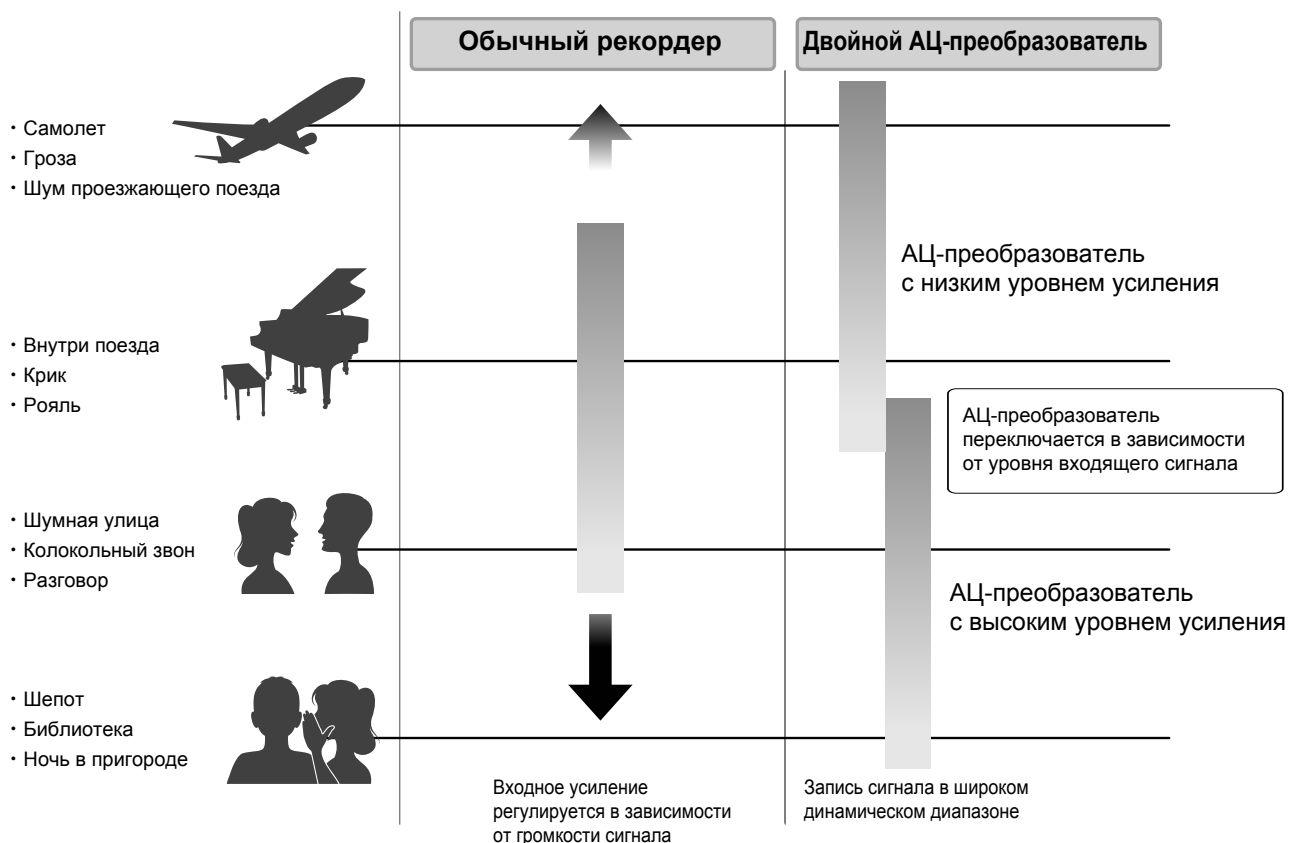 Обычный рекордер
Двойной АЦ-преобразователь
・Самолет
・Гроза
・Шум проезжающего поезда
АЦ-преобразователь
с низким уровнем усиления
・Внутри поезда
・Крик
・Рояль
АЦ-преобразователь
переключается в зависимости
от уровня входящего сигнала
・Шумная улица
・Колокольный звон
・Разговор
АЦ-преобразователь
с высоким уровнем усиления
・Шепот
・Библиотека
・Ночь в пригороде
Входное усиление
регулируется в зависимости
от громкости сигнала
Запись сигнала в широком
динамическом диапазоне